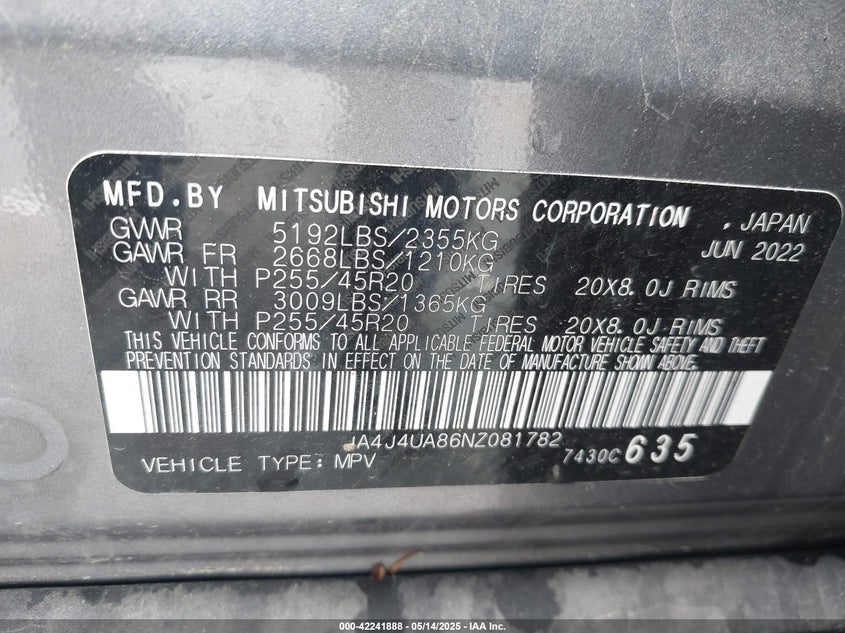 MFD.BY MITSUBISHI MOTORS CORPORATION , JAPAN
GVWR 5192LBS/2355KG JUN 2022
GAWR FR 2668LBS/1210KG
WITH P255/45R20 TIRES 20X8.0J RIMS
GAWR RR 3009LBS/1365KG
WITH P255/45R20 TIRES 20X8.0J RIMS
THIS VEHICLE CONFORMS TO ALL APPLICABLE FEDERAL MOTOR VEHICLE SAFETY AND THEFT
PREVENTION STANDARDS IN EFFECT ON THE DATE OF MANUFACTURE SHOWN ABOVE.
JA4J4UA86NZ081782
VEHICLE TYPE: MPV 7430C 635
000-42241888 - 05/14/2025 - IAA Inc.